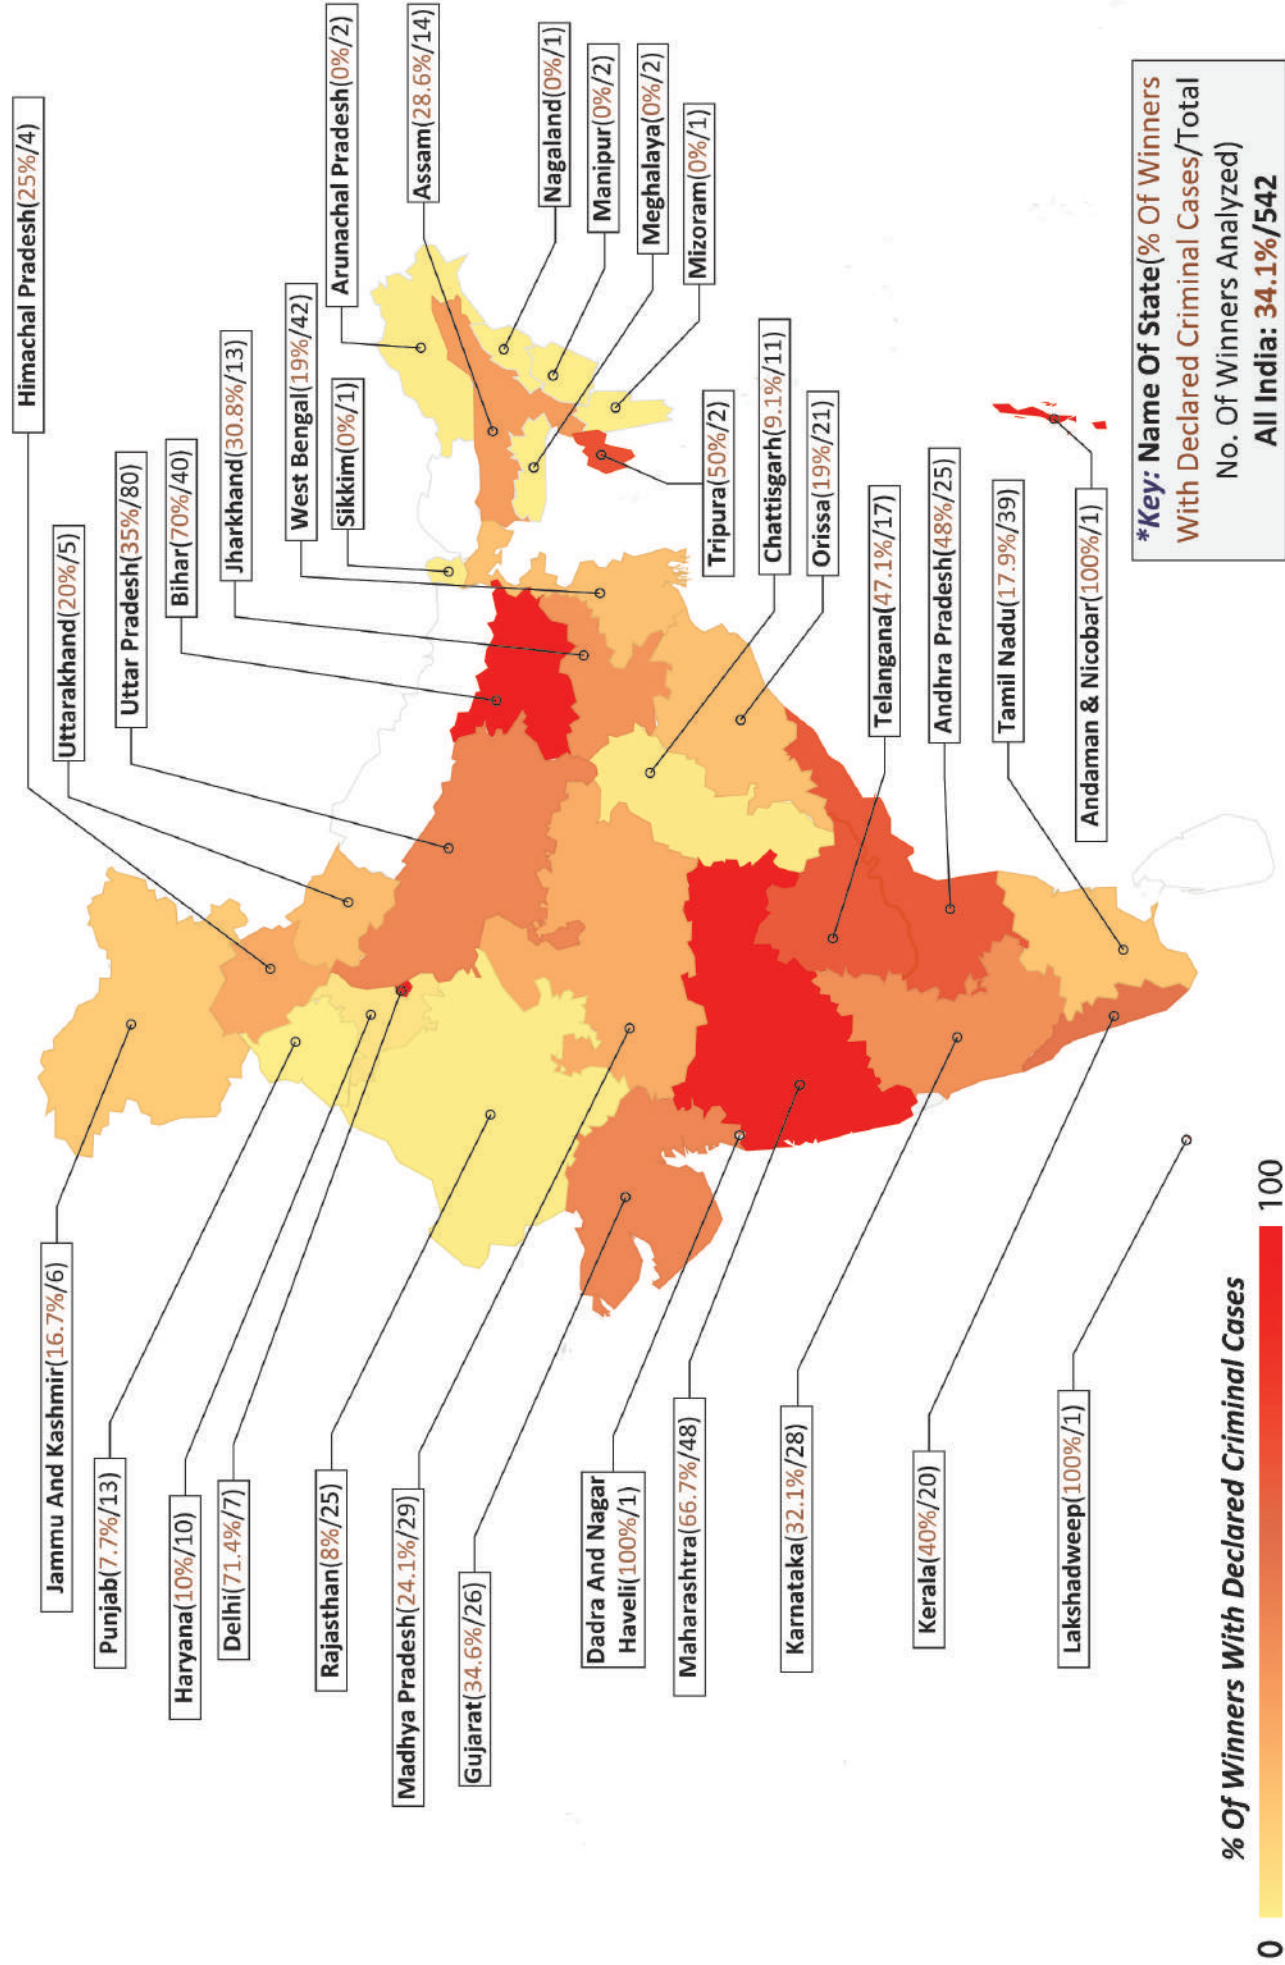 Himachal Pradesh(25%/4)
Uttarakhand(20%/5)
Uttar Pradesh(35%/80)
Bihar(70%/40)
Jharkhand(30.8%/13)
West Bengal(19%/42)
Sikkim(0%/1)
Arunachal Pradesh(0%/2)
Assam(28.6%/14)
Nagaland(0%/1)
Manipur(0%/2)
Meghalaya(0%/2)
Mizoram(0%/1)
Tripura(50%/2)
Chattisgarh(9.1%/11)
Orissa(19%/21)
Telangana(47.1%/17)
Andhra Pradesh(48%/25)
Tamil Nadu(17.9%/39)
Andaman & Nicobar(100%/1)
Jammu And Kashmir(16.7%/6)
Punjab(7.7%/13)
Haryana(10%/10)
Delhi(71.4%/7)
Rajasthan(8%/25)
Madhya Pradesh(24.1%/29)
Gujarat(34.6%/26)
Dadra And Nagar
Haveli(100%/1)
Maharashtra(66.7%/48)
Karnataka(32.1%/28)
Kerala(40%/20)
Lakshadweep(100%/1)
% Of Winners With Declared Criminal Cases
0
100
*Key: Name Of State(% Of Winners
With Declared Criminal Cases/Total
No. Of Winners Analyzed)
All India: 34.1%/542